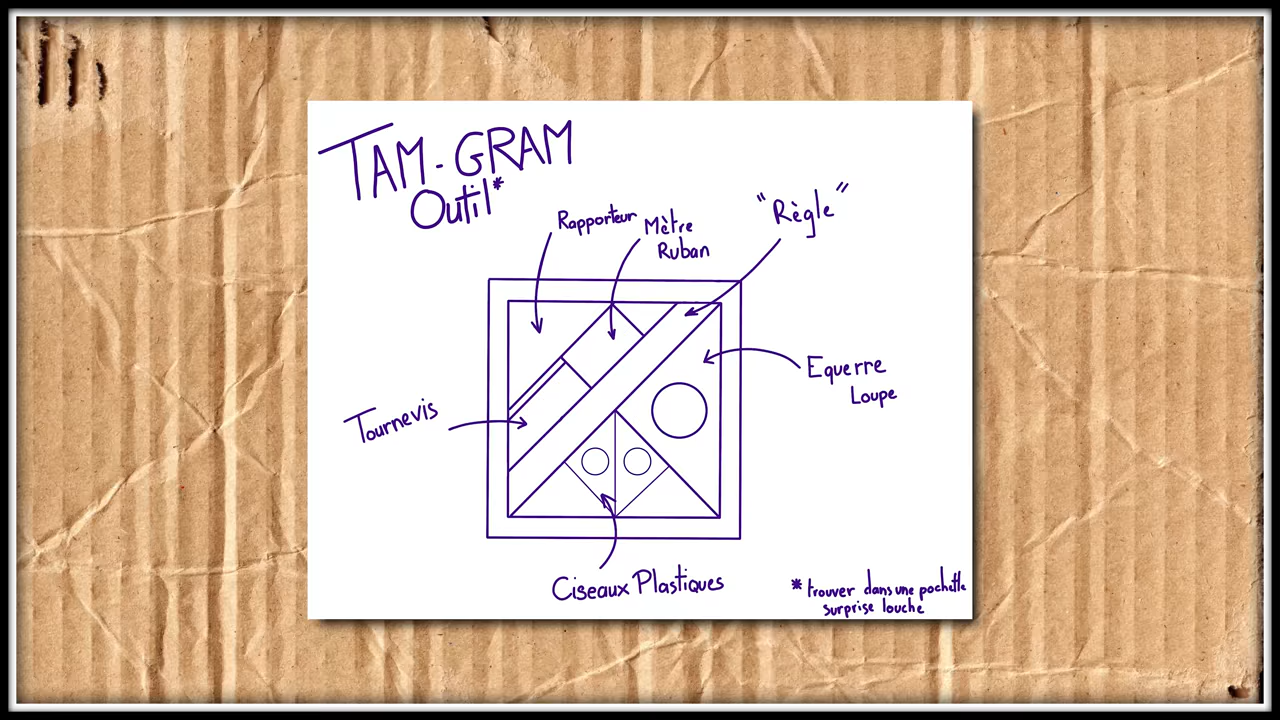 TAM-GRAM
Outil*
Rapporteur
Mètre
Ruban
"Règle"
Equerre
Loupe
Tournevis
Ciseaux Plastiques
* trouver dans une pochette
surprise louche